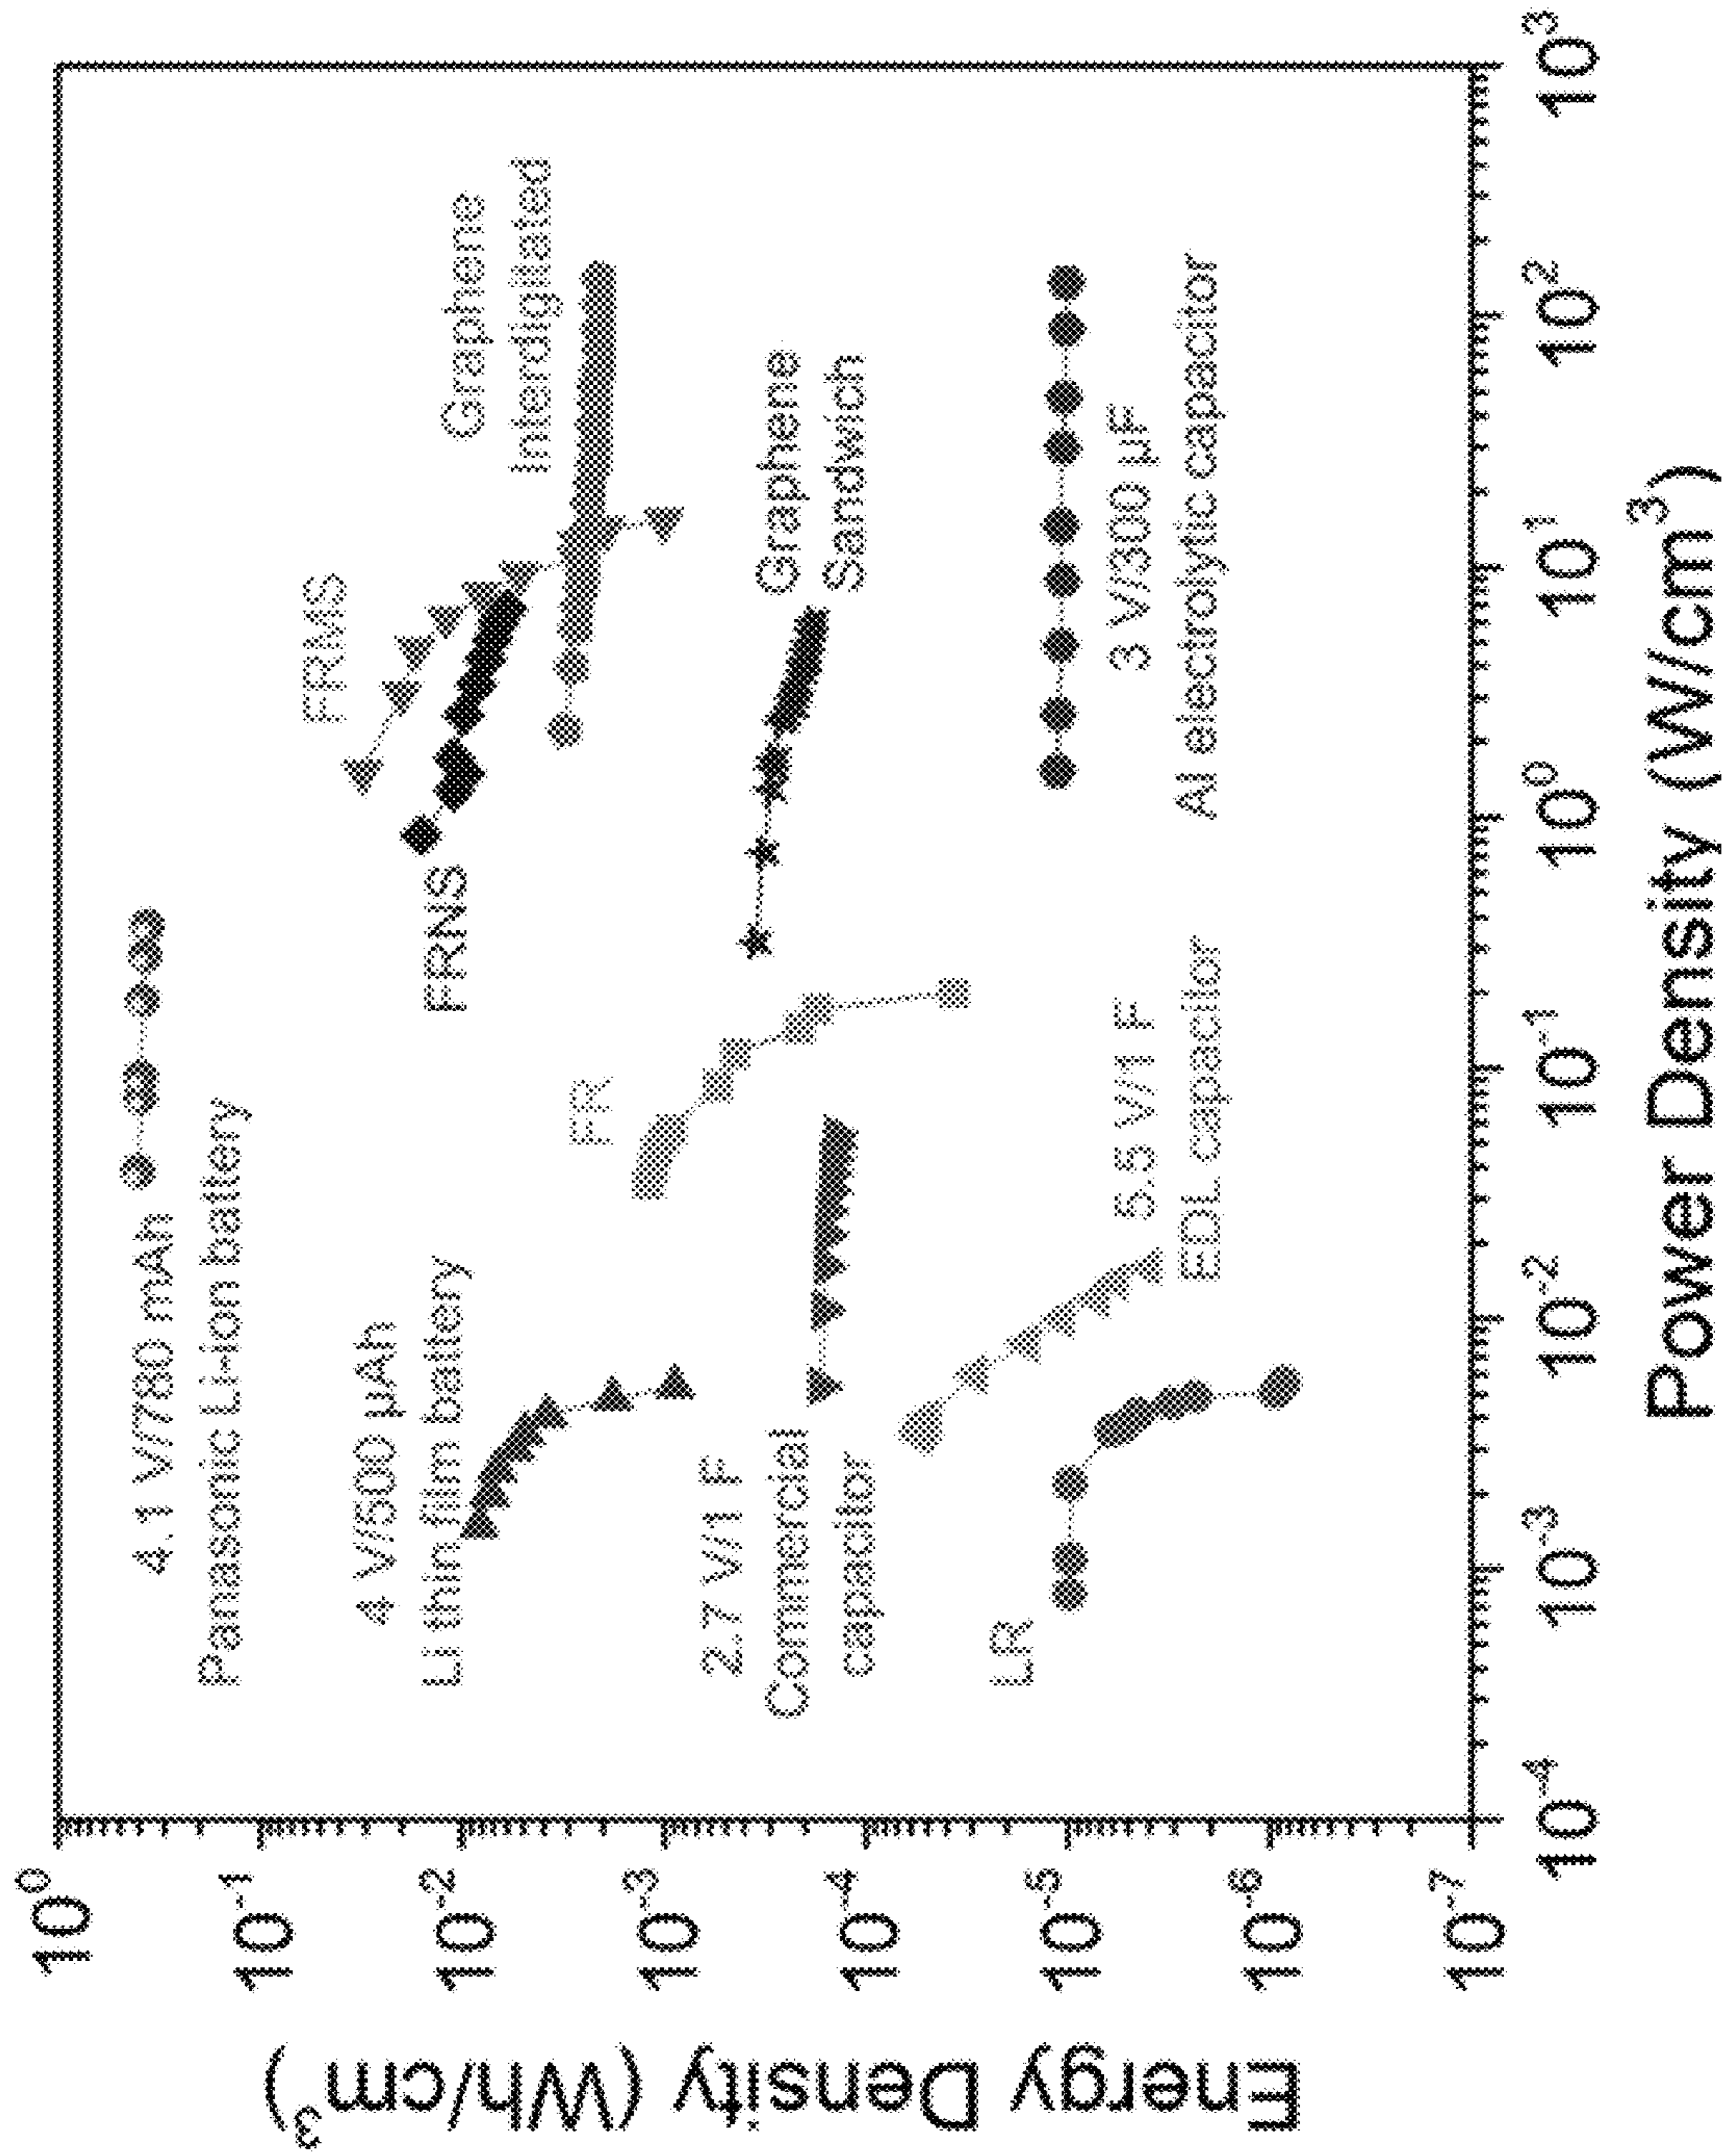 Energy Density (Wh/cm³)
10⁰
10⁻¹
10⁻²
10⁻³
10⁻⁴
10⁻⁵
10⁻⁶
10⁻⁷
4.1 V/780 mAh
Panasonic Li-ion battery
4 V/500 µAh
Li thin film battery
2.7 V/1 F
Commercial
capacitor
LR
FR
5.5 V/1 F
EDL capacitor
FRNS
FRMS
Graphene
Interdigitated
Graphene
Sandwich
3 V/300 µF
Al electrolytic capacitor
10⁻⁴
10⁻³
10⁻²
10⁻¹
10⁰
10¹
10²
10³
Power Density (W/cm³)